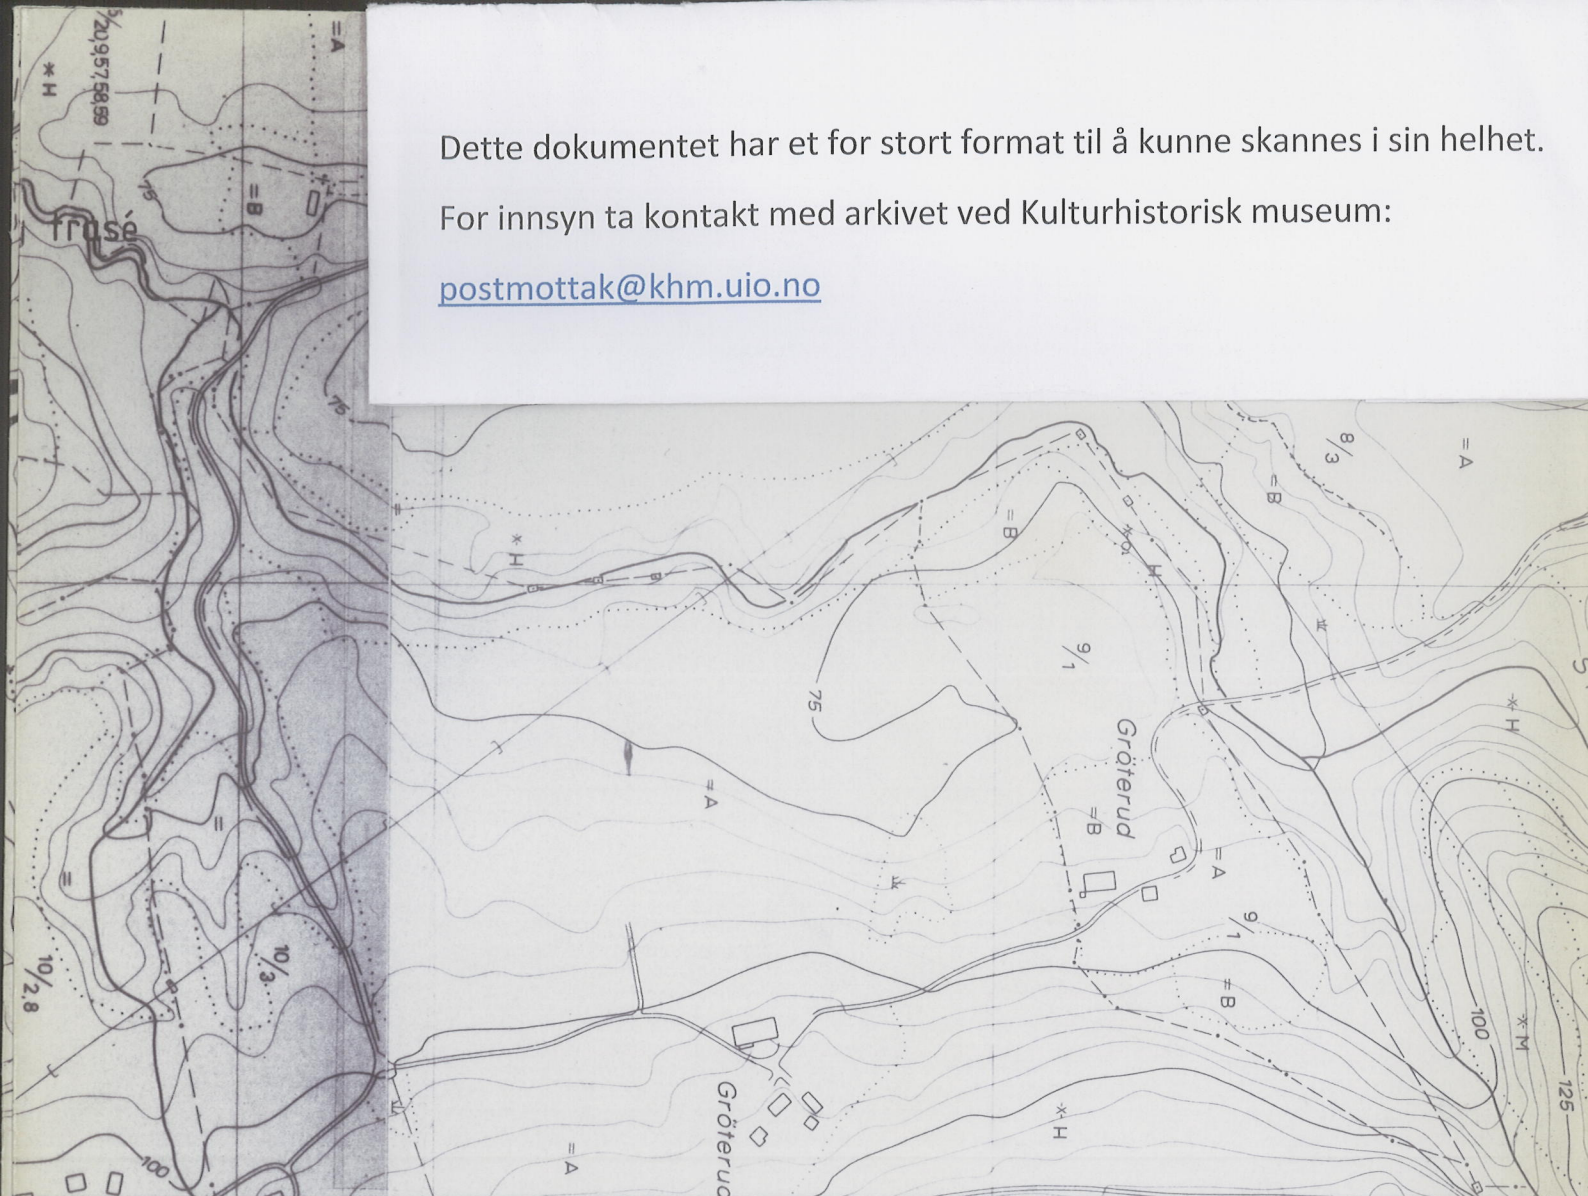 Dette dokumentet har et for stort format til å kunne skannes i sin helhet.
For innsyn ta kontakt med arkivet ved Kulturhistorisk museum:
postmottak@khm.uio.no
= A
* H
75
= B
frusé
75
8/3
= A
= B
= B
* H
H
9/1
75
* H
Gröterud
= A
= B
= A
9/1
= B
10/3
10/2,8
100
* M
125
Gröterud
* H
= A
100